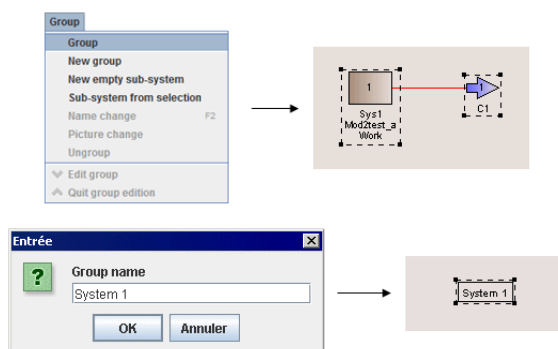 Group
Group
New group
New empty sub-system
Sub-system from selection
Name change F2
Picture change
Ungroup
Edit group
Quit group edition
1
Sys1
Mod2test_a
Work
1
C1
Entrée
?
Group name
System 1
OK Annuler
System 1